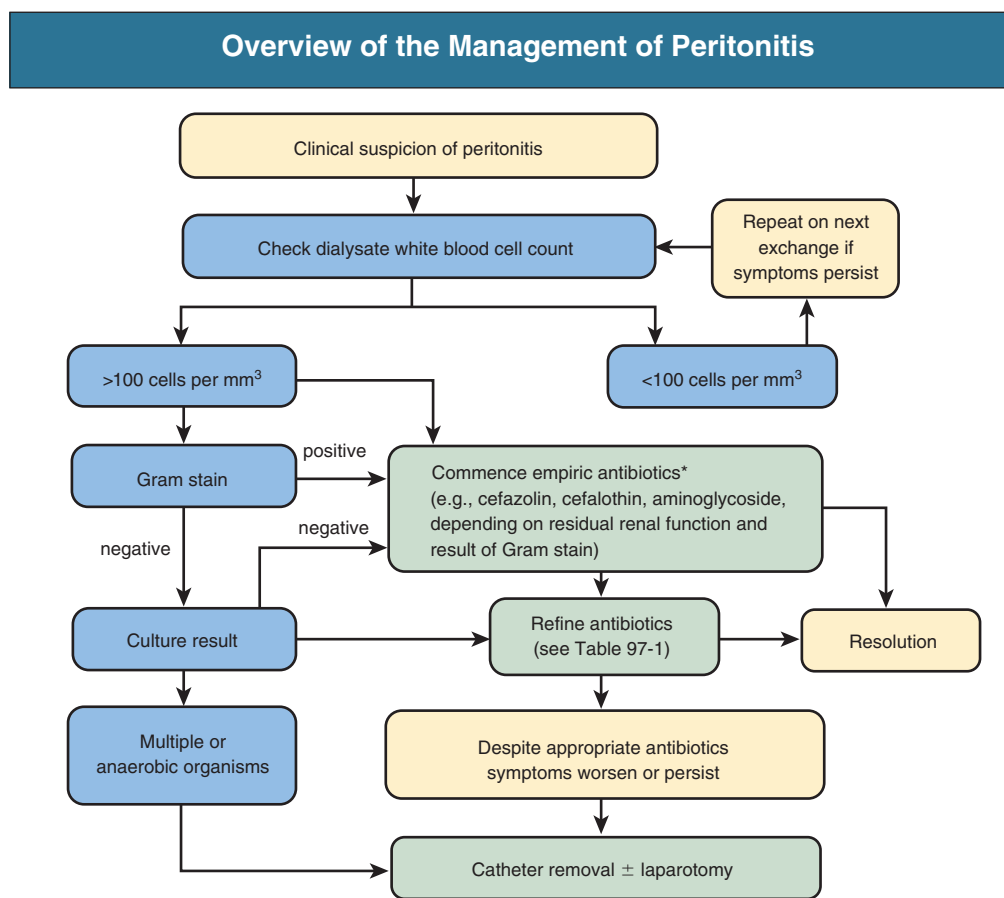 Overview of the Management of Peritonitis
Clinical suspicion of peritonitis
Check dialysate white blood cell count
Repeat on next
exchange if
symptoms persist
>100 cells per mm³
<100 cells per mm³
Gram stain
positive
Commence empiric antibiotics*
(e.g., cefazolin, cefalothin, aminoglycoside,
depending on residual renal function and
result of Gram stain)
negative
negative
Culture result
Refine antibiotics
(see Table 97-1)
Resolution
Multiple or
anaerobic organisms
Despite appropriate antibiotics
symptoms worsen or persist
Catheter removal ± laparotomy